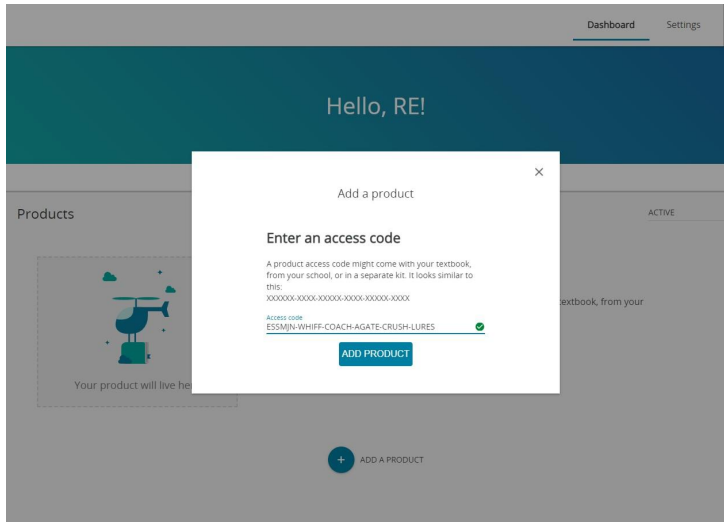 Dashboard Settings
Hello, RE!
Add a product
Products
ACTIVE
Enter an access code
A product access code might come with your textbook,
from your school, or in a separate kit. It looks similar to
this:
XXXXXX-XXXX-XXXXX-XXXX-XXXXX-XXXX
extbook, from your
Access code
ESSMJN-WHIFF-COACH-AGATE-CRUSH-LURES
ADD PRODUCT
Your product will live he
+ ADD A PRODUCT